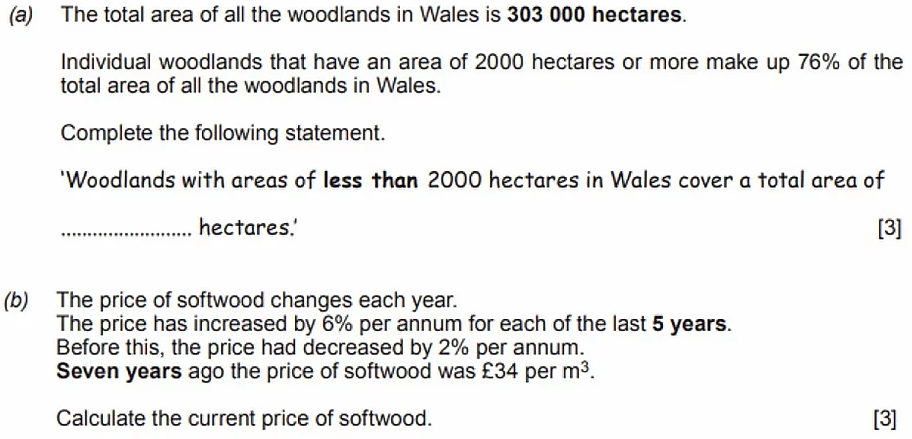 (a) The total area of all the woodlands in Wales is 303 000 hectares.
Individual woodlands that have an area of 2000 hectares or more make up 76% of the
total area of all the woodlands in Wales.
Complete the following statement.
'Woodlands with areas of less than 2000 hectares in Wales cover a total area of
......................... hectares.' [3]
(b) The price of softwood changes each year.
The price has increased by 6% per annum for each of the last 5 years.
Before this, the price had decreased by 2% per annum.
Seven years ago the price of softwood was £34 per m³.
Calculate the current price of softwood. [3]